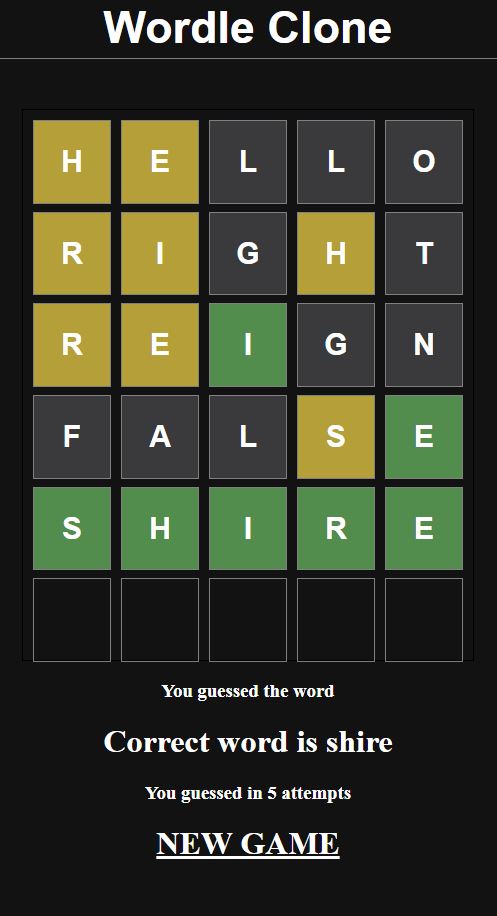 Wordle Clone
H E L L O
R I G H T
R E I G N
F A L S E
S H I R E
You guessed the word
Correct word is shire
You guessed in 5 attempts
NEW GAME